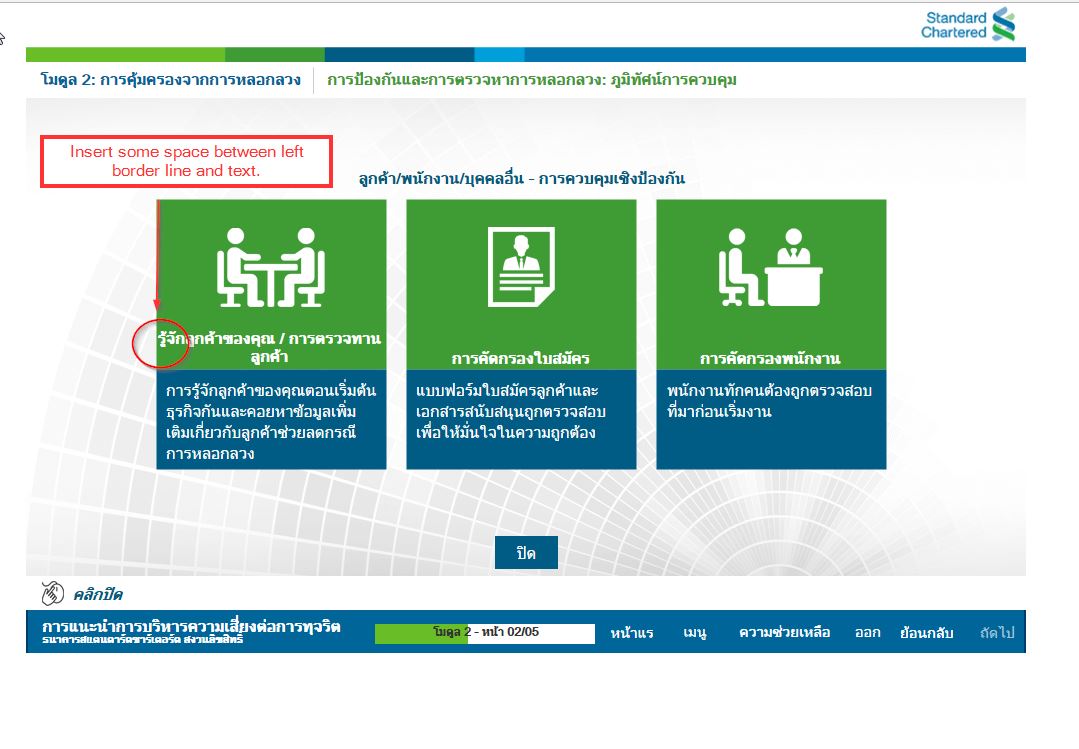 Standard
Chartered
โมดูล 2: การคุ้มครองจากการหลอกลวง
การป้องกันและการตรวจหาการหลอกลวง: ภูมิทัศน์การควบคุม
Insert some space between left
border line and text.
ลูกค้า/พนักงาน/บุคคลอื่น - การควบคุมเชิงป้องกัน
รู้จักลูกค้าของคุณ / การตรวจทาน
ลูกค้า
การรู้จักลูกค้าของคุณตอนเริ่มต้น
ธุรกิจกันและคอยหาข้อมูลเพิ่ม
เติมเกี่ยวกับลูกค้าช่วยลดกรณี
การหลอกลวง
การคัดกรองใบสมัคร
แบบฟอร์มใบสมัครลูกค้าและ
เอกสารสนับสนุนถูกตรวจสอบ
เพื่อให้มั่นใจในความถูกต้อง
การคัดกรองพนักงาน
พนักงานทักคนต้องถูกตรวจสอบ
ที่มาก่อนเริ่มงาน
ปิด
คลิกปิด
การแนะนำการบริหารความเสี่ยงต่อการทุจริต
ธนาคารสแตนดาร์ดชาร์เตอร์ด สงวนลิขสิทธิ์
โมดูล 2 - หน้า 02/05
หน้าแร
เมนู
ความช่วยเหลือ
ออก
ย้อนกลับ
ถัดไป